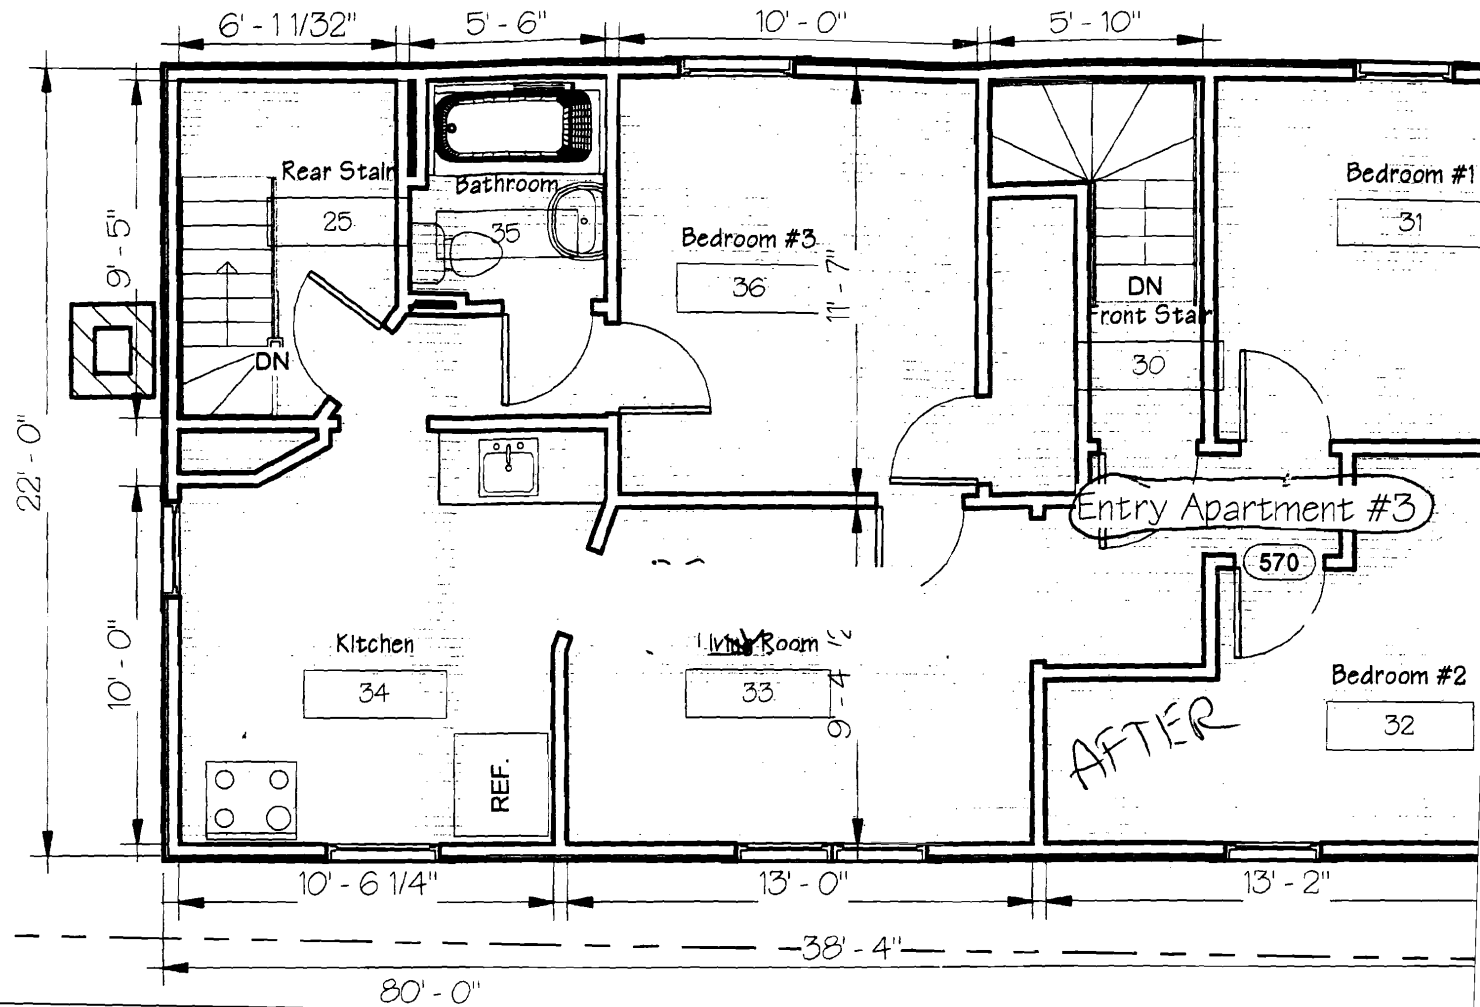 6' - 1 1/32"
5' - 6"
10' - 0"
5' - 10"
Rear Stair
25
Bathroom
35
Bedroom #3
36
11' - 7"
9' - 5"
22' - 0"
DN
DN
Front Stair
30
Bedroom #1
31
Entry Apartment #3
570
Kitchen
34
Living Room
33
10' - 0"
REF.
AFTER
Bedroom #2
32
10' - 6 1/4"
13' - 0"
13' - 2"
38' - 4"
80' - 0"